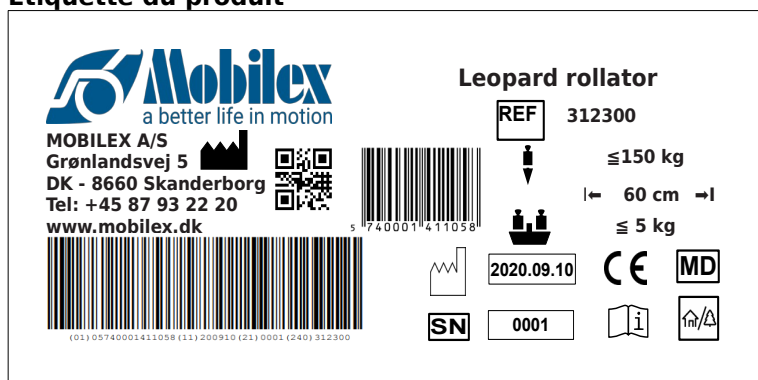 Etiquette du produit
Mobilex
a better life in motion
MOBILEX A/S
Grønlandsvej 5
DK - 8660 Skanderborg
Tel: +45 87 93 22 20
www.mobilex.dk
(01)05740001411058(11)200910(21)0001(240)312300
5 740001 411058
Leopard rollator
REF 312300
≦150 kg
60 cm
≦ 5 kg
2020.09.10 CE MD
SN 0001 i